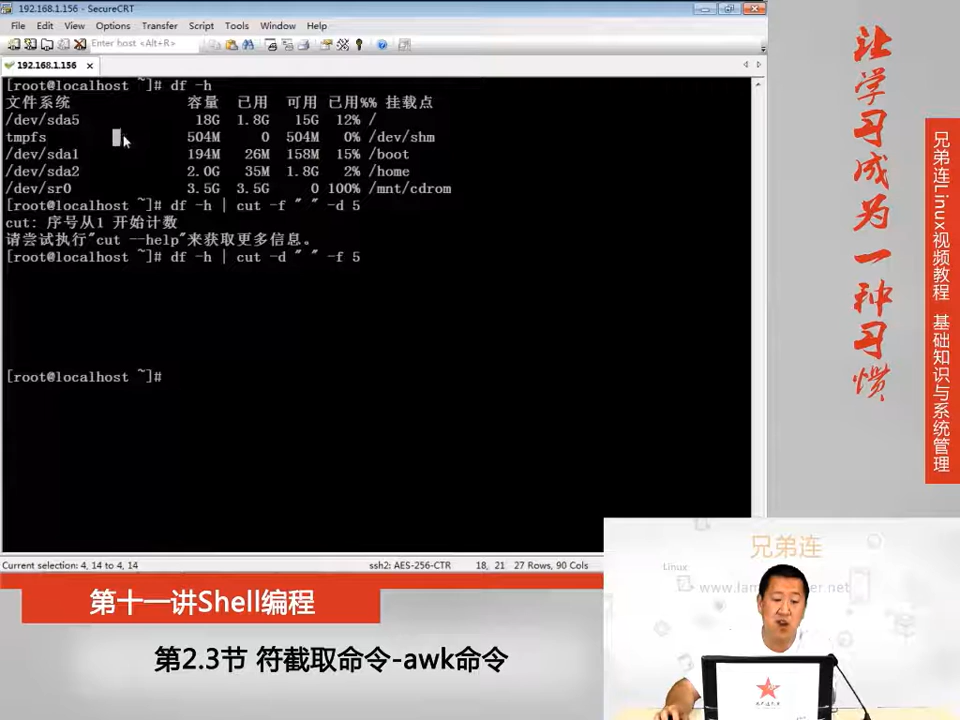 192.168.1.156 - SecureCRT
File Edit View Options Transfer Script Tools Window Help
Enter host <Alt+R>
192.168.1.156
[root@localhost ~]# df -h
文件系统 容量 已用 可用 已用%% 挂载点
/dev/sda5 18G 1.8G 15G 12% /
tmpfs 504M 0 504M 0% /dev/shm
/dev/sda1 194M 26M 158M 15% /boot
/dev/sda2 2.0G 35M 1.8G 2% /home
/dev/sr0 3.5G 3.5G 0 100% /mnt/cdrom
[root@localhost ~]# df -h | cut -f " " -d 5
cut: 序号从1 开始计数
请尝试执行"cut --help"来获取更多信息。
[root@localhost ~]# df -h | cut -d " " -f 5
[root@localhost ~]#
Current selection: 4, 14 to 4, 14 ssh2: AES-256-CTR 18, 21 27 Rows, 90 Cols
让学习成为一种习惯
兄弟连Linux视频教程 基础知识与系统管理
兄弟连
Linux
第十一讲Shell编程
第2.3节 符截取命令-awk命令